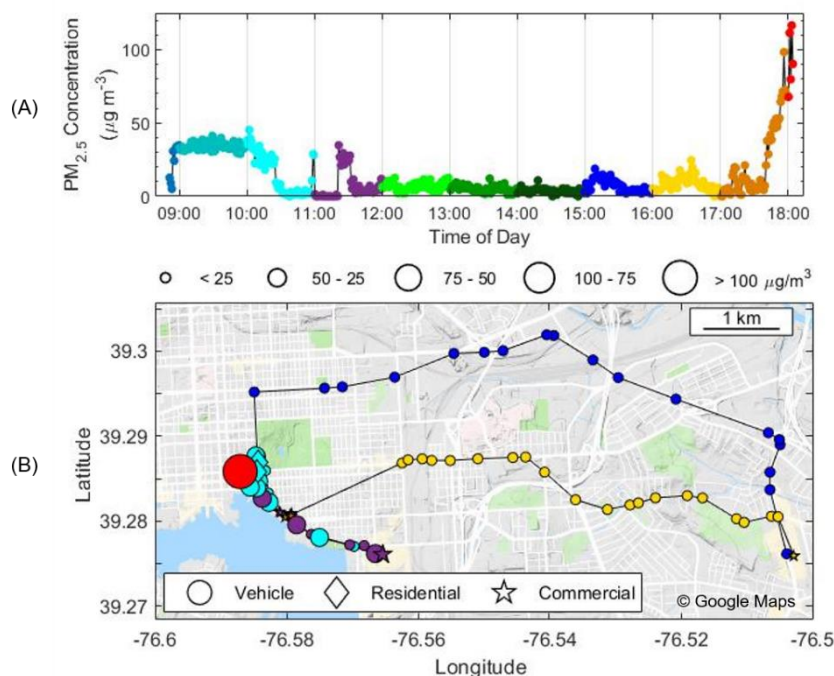 (A)
PM2.5 Concentration
(μg m-3)
100
50
0
09:00 10:00 11:00 12:00 13:00 14:00 15:00 16:00 17:00 18:00
Time of Day
< 25 50 - 25 75 - 50 100 - 75 > 100 μg/m3
(B)
Latitude
39.3
39.29
39.28
39.27
1 km
Vehicle Residential Commercial
© Google Maps
-76.6 -76.58 -76.56 -76.54 -76.52 -76.5
Longitude